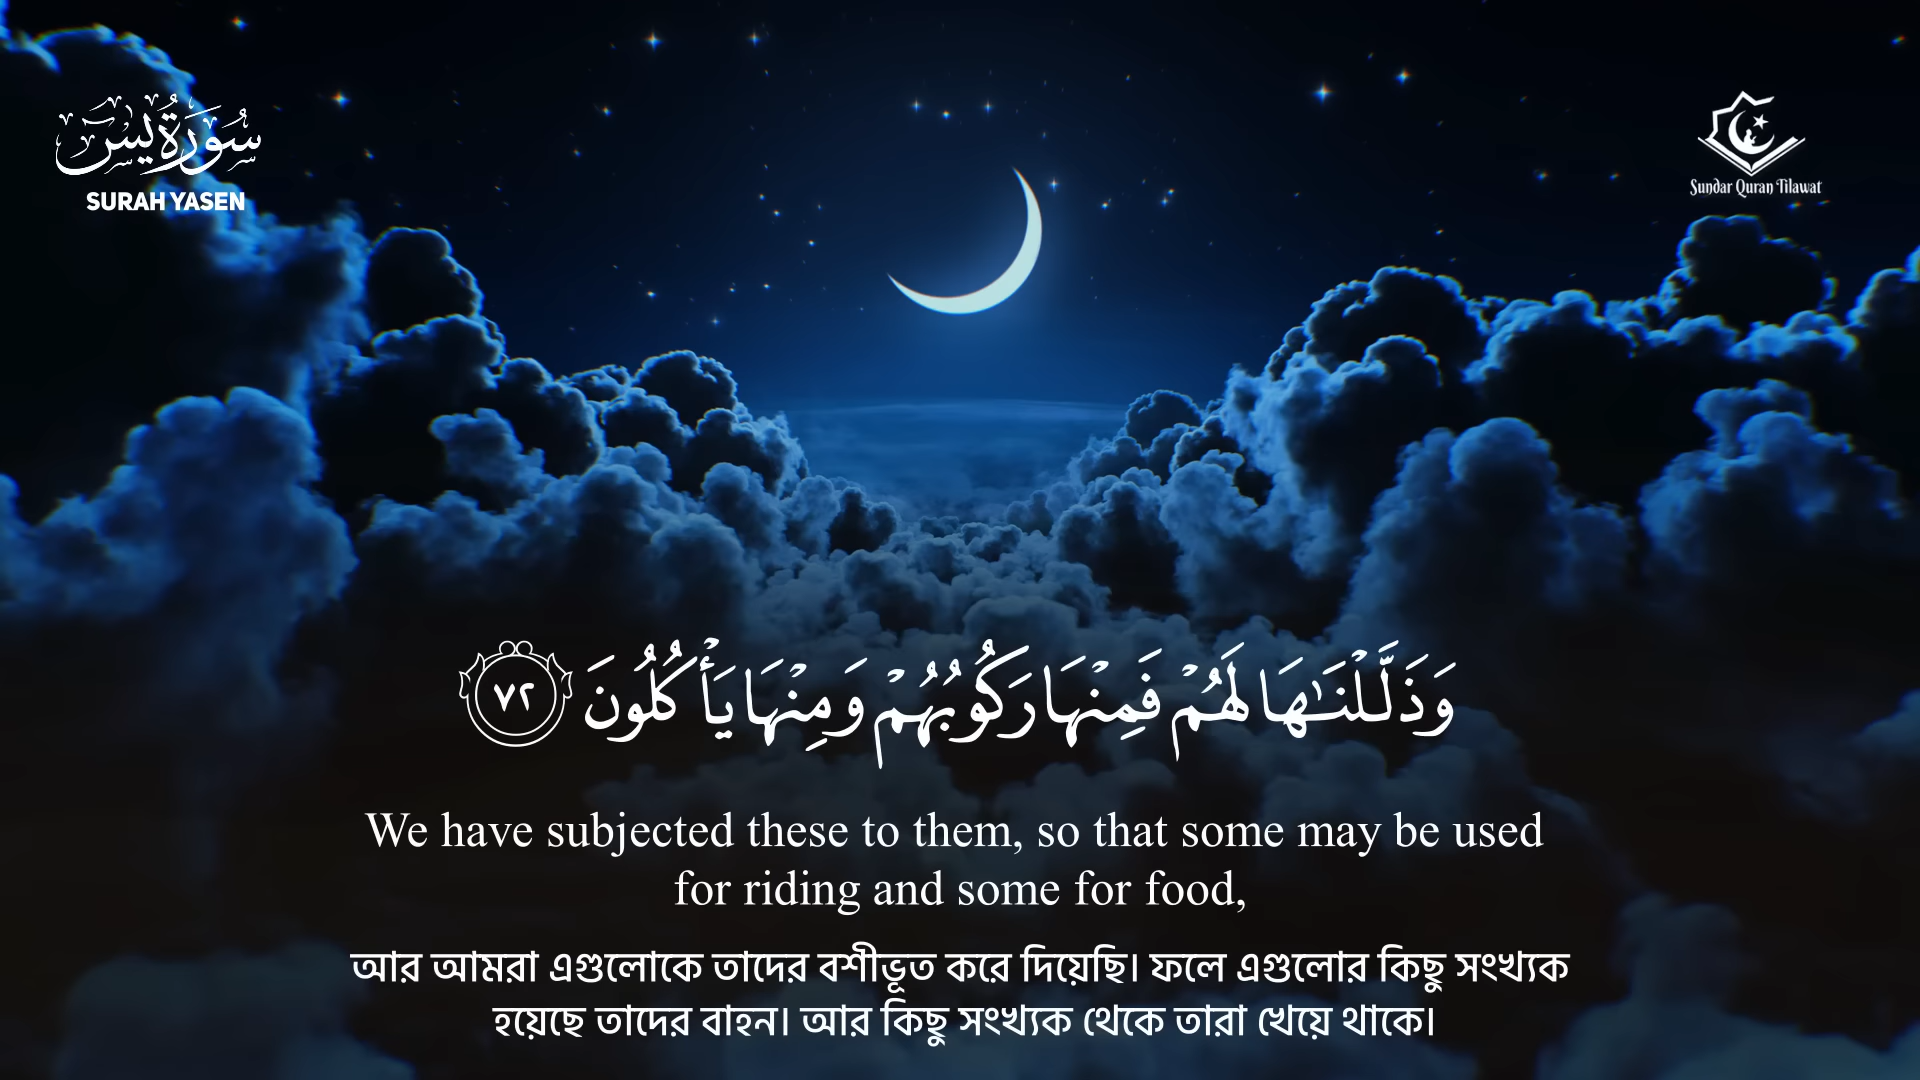 سُورَةُ يس
SURAH YASEN
Sundar Quran Tilawat
وَذَلَّلْنَـٰهَا لَهُمْ فَمِنْهَا رَكُوبُهُمْ وَمِنْهَا يَأْكُلُونَ ٧٢
We have subjected these to them, so that some may be used
for riding and some for food,
আর আমরা এগুলোকে তাদের বশীভূত করে দিয়েছি। ফলে এগুলোর কিছু সংখ্যক
হয়েছে তাদের বাহন। আর কিছু সংখ্যক থেকে তারা খেয়ে থাকে।